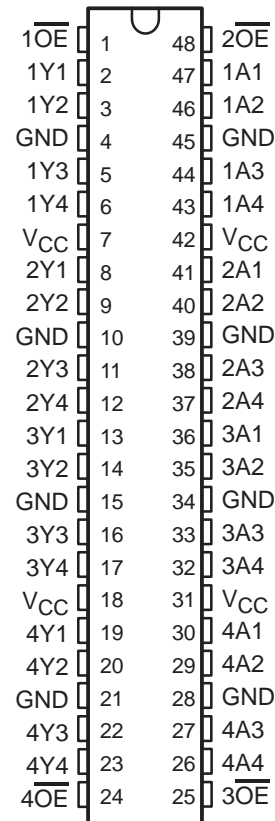 1O̅E̅ 1 48 2O̅E̅
1Y1 2 47 1A1
1Y2 3 46 1A2
GND 4 45 GND
1Y3 5 44 1A3
1Y4 6 43 1A4
VCC 7 42 VCC
2Y1 8 41 2A1
2Y2 9 40 2A2
GND 10 39 GND
2Y3 11 38 2A3
2Y4 12 37 2A4
3Y1 13 36 3A1
3Y2 14 35 3A2
GND 15 34 GND
3Y3 16 33 3A3
3Y4 17 32 3A4
VCC 18 31 VCC
4Y1 19 30 4A1
4Y2 20 29 4A2
GND 21 28 GND
4Y3 22 27 4A3
4Y4 23 26 4A4
4O̅E̅ 24 25 3O̅E̅